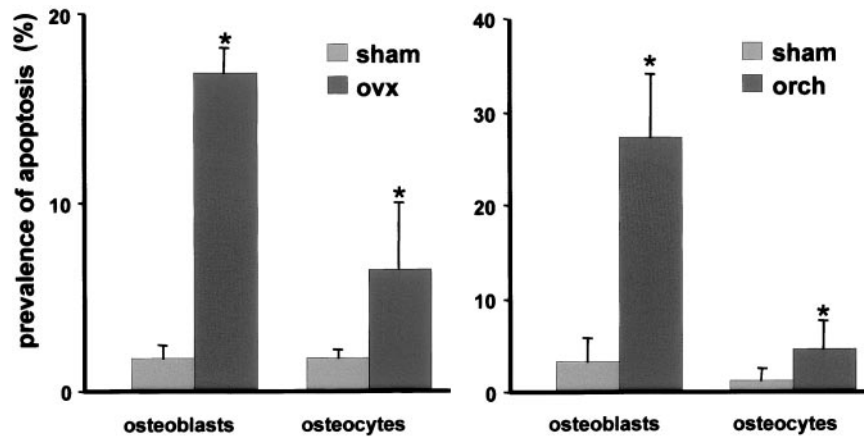 prevalence of apoptosis (%)
20
10
0
*
*
sham
ovx
osteoblasts
osteocytes
40
30
20
10
0
*
*
sham
orch
osteoblasts
osteocytes